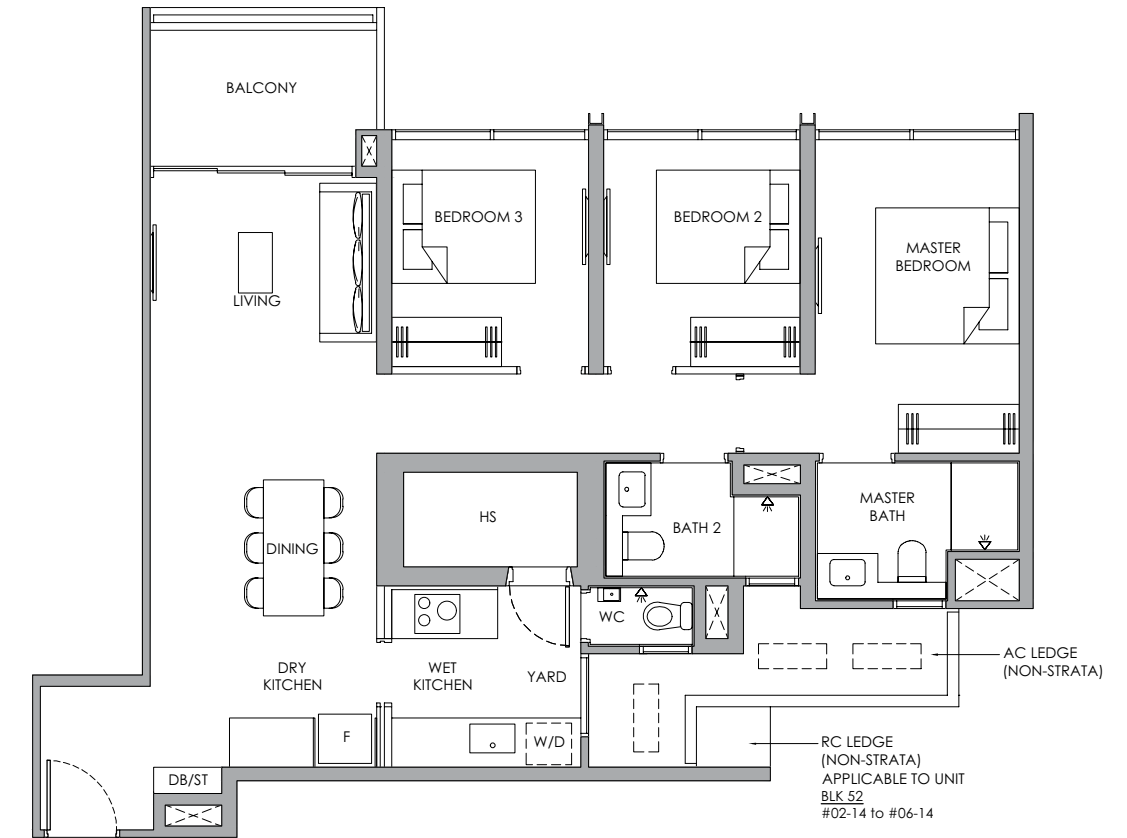 BALCONY
BEDROOM 3
BEDROOM 2
MASTER
BEDROOM
LIVING
HS
MASTER
BATH
BATH 2
DINING
WC
DRY
KITCHEN
WET
KITCHEN
YARD
AC LEDGE
(NON-STRATA)
F
W/D
RC LEDGE
(NON-STRATA)
APPLICABLE TO UNIT
BLK 52
#02-14 to #06-14
DB/ST